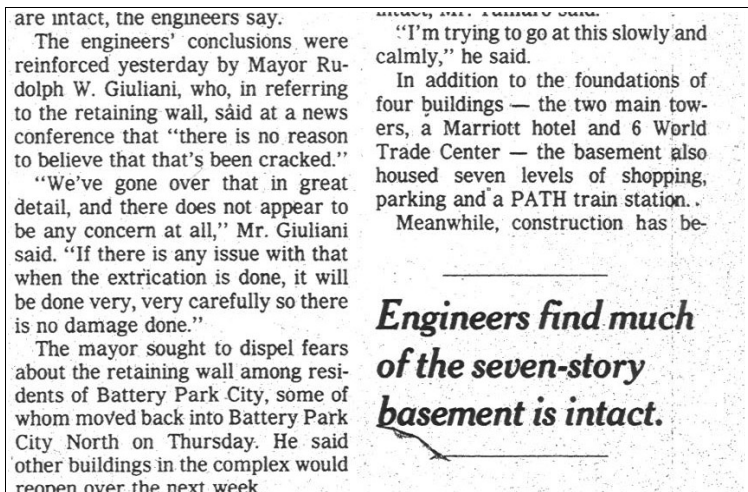 are intact, the engineers say.
The engineers' conclusions were
reinforced yesterday by Mayor Ru-
dolph W. Giuliani, who, in referring
to the retaining wall, said at a news
conference that “there is no reason
to believe that that's been cracked.”
“We've gone over that in great
detail, and there does not appear to
be any concern at all,” Mr. Giuliani
said. “If there is any issue with that
when the extrication is done, it will
be done very, very carefully so there
is no damage done.”
The mayor sought to dispel fears
about the retaining wall among resi-
dents of Battery Park City, some of
whom moved back into Battery Park
City North on Thursday. He said
other buildings in the complex would
reopen over the next week
intact, Mr. Tamaro said.
“I'm trying to go at this slowly and
calmly,” he said.
In addition to the foundations of
four buildings — the two main tow-
ers, a Marriott hotel and 6 World
Trade Center — the basement also
housed seven levels of shopping,
parking and a PATH train station.
Meanwhile, construction has be-
Engineers find much
of the seven-story
basement is intact.